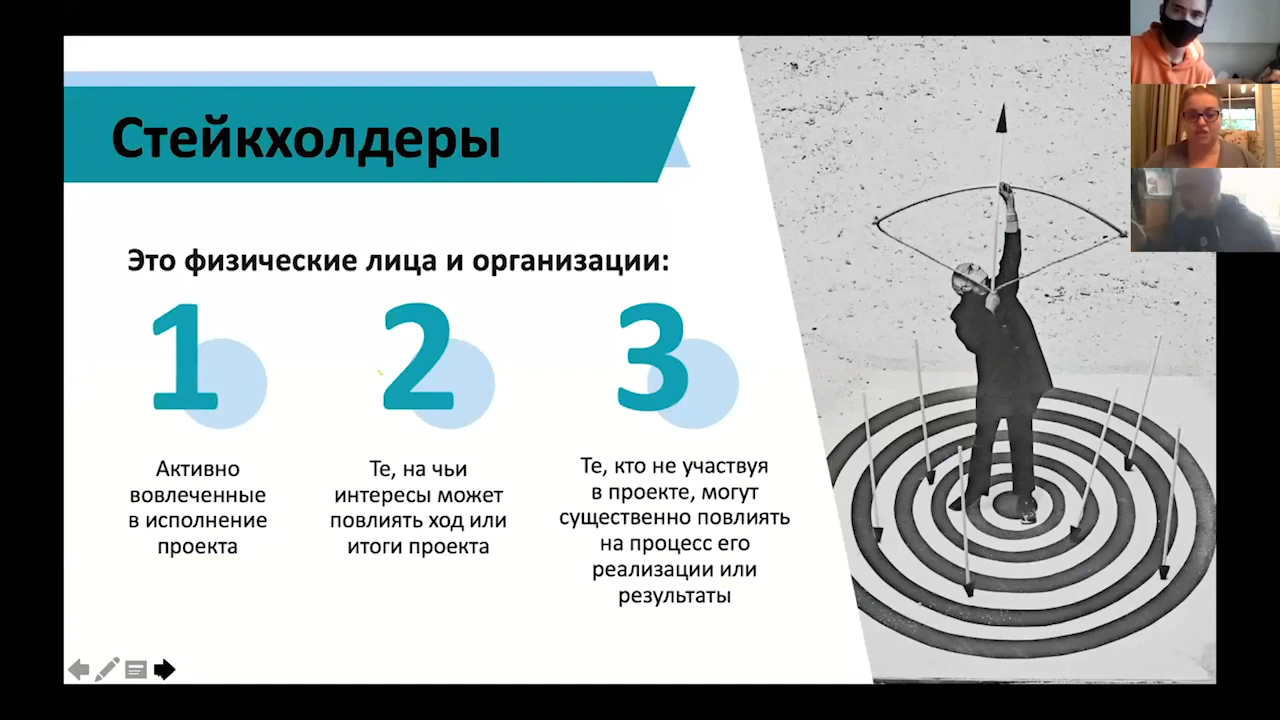 Стейкхолдеры
Это физические лица и организации:
1
Активно
вовлеченные
в исполнение
проекта
2
Те, на чьи
интересы может
повлиять ход или
итоги проекта
3
Те, кто не участвуя
в проекте, могут
существенно повлиять
на процесс его
реализации или
результаты